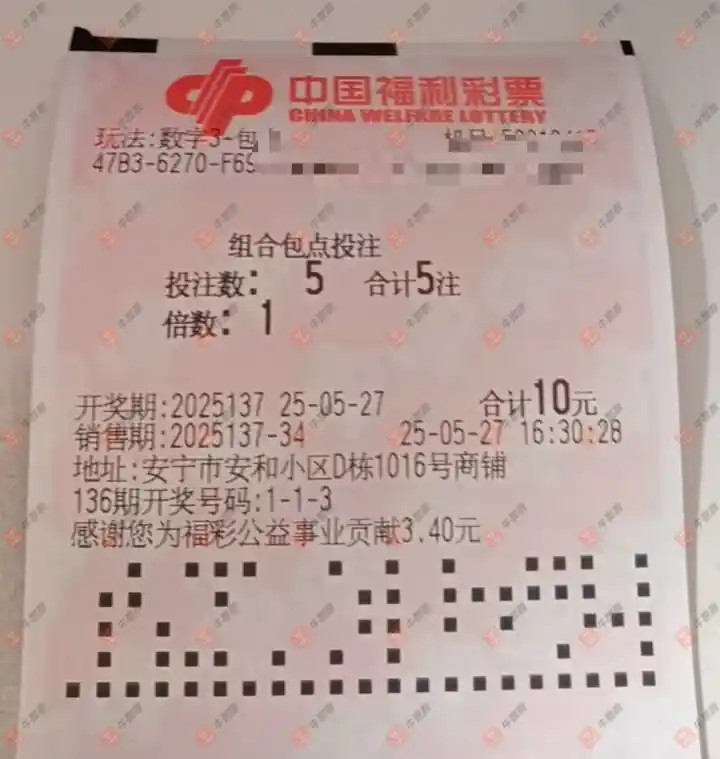 中国福利彩票
CHINA WELFARE LOTTERY
玩法:数字3-包
47B3-6270-F69
组合包点投注
投注数: 5 合计5注
倍数: 1
开奖期:2025137 25-05-27 合计10元
销售期:2025137-34 25-05-27 16:30:28
地址:安宁市安和小区D栋1016号商铺
136期开奖号码:1-1-3
感谢您为福彩公益事业贡献3.40元